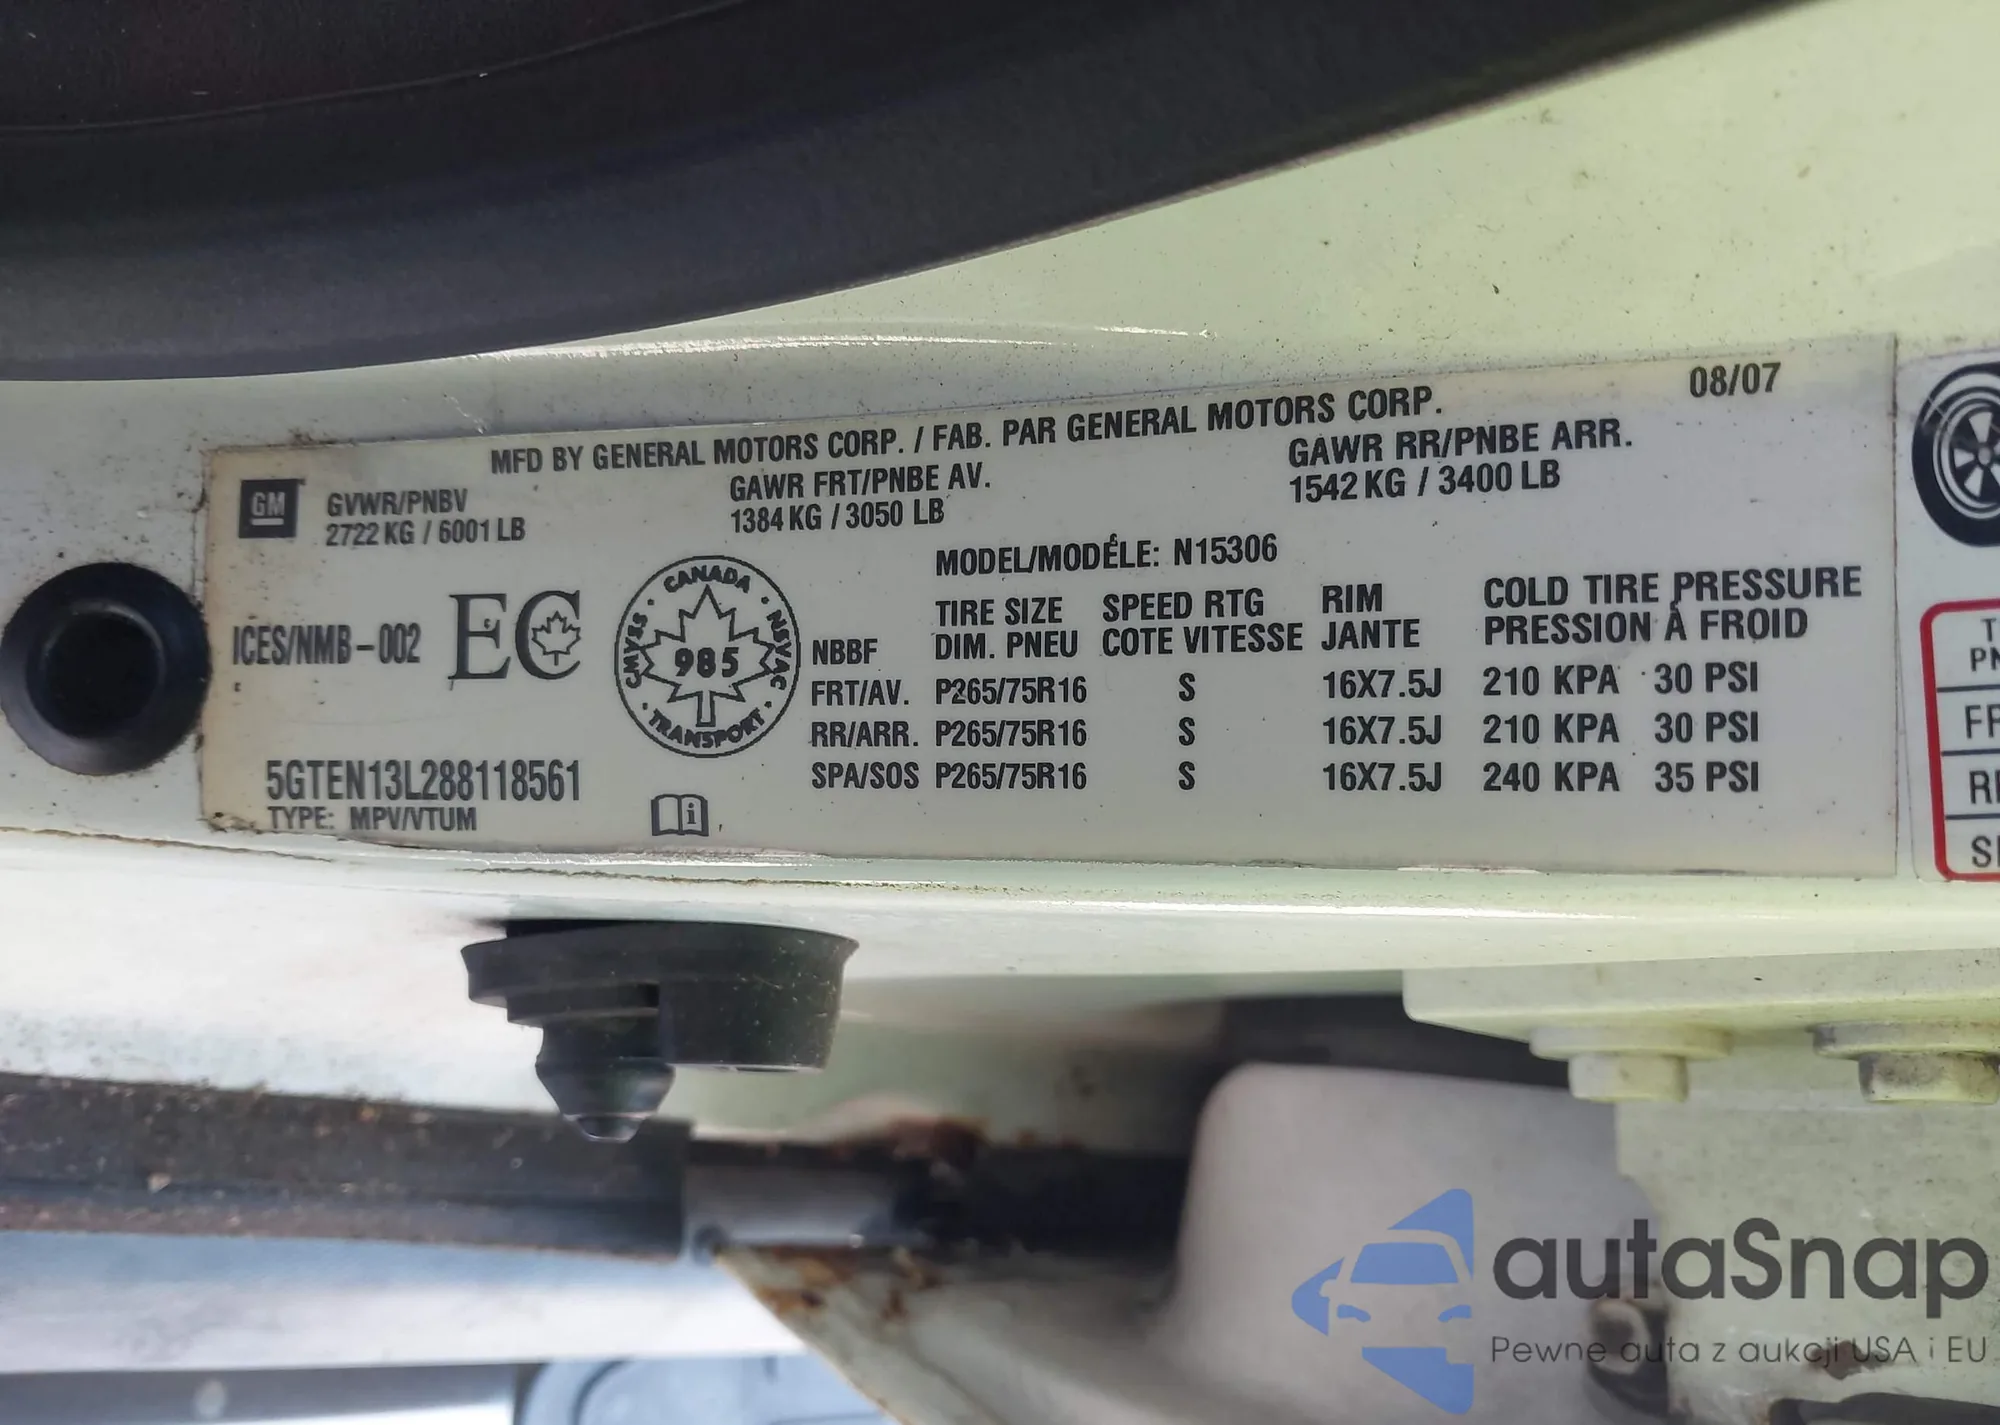 08/07
MFD BY GENERAL MOTORS CORP. / FAB. PAR GENERAL MOTORS CORP.
GM
GVWR/PNBV
2722 KG / 6001 LB
GAWR FRT/PNBE AV.
1384 KG / 3050 LB
GAWR RR/PNBE ARR.
1542 KG / 3400 LB
MODEL/MODÉLE: N15306
ICES/NMB-002
EC
CANADA
CMVSS · NSVAC
985
TRANSPORT
TIRE SIZE SPEED RTG RIM COLD TIRE PRESSURE
NBBF DIM. PNEU COTE VITESSE JANTE PRESSION À FROID
FRT/AV. P265/75R16 S 16X7.5J 210 KPA 30 PSI
RR/ARR. P265/75R16 S 16X7.5J 210 KPA 30 PSI
SPA/SOS P265/75R16 S 16X7.5J 240 KPA 35 PSI
5GTEN13L288118561
TYPE: MPV/VTUM
i
autaSnap
Pewne auta z aukcji USA i EU